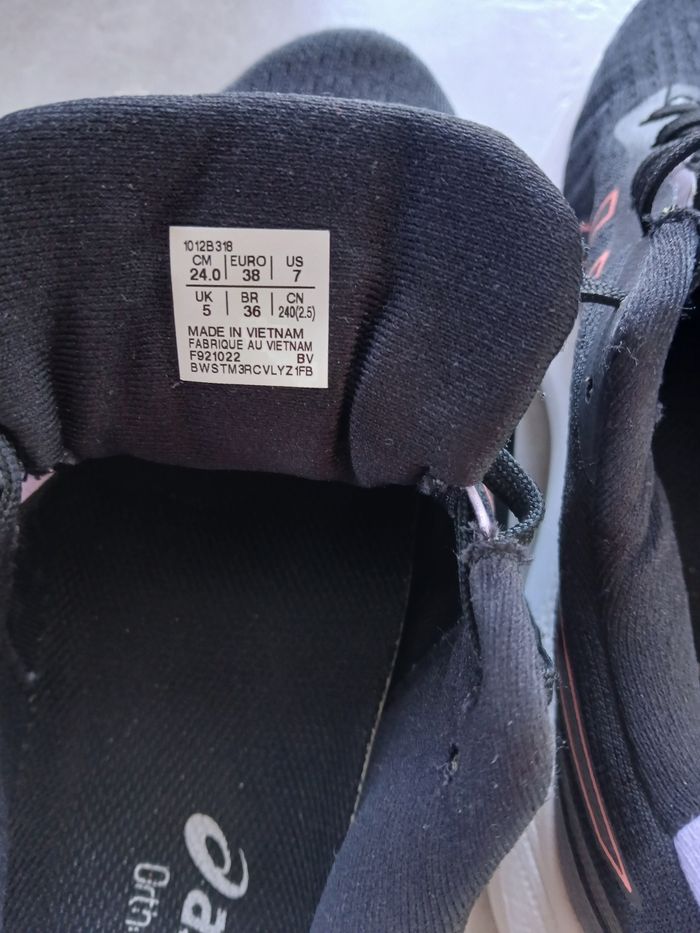 1012B318
CM EURO US
24.0 38 7
UK BR CN
5 36 240(2.5)
MADE IN VIETNAM
FABRIQUE AU VIETNAM
F921022 BV
BWSTM3RCVLYZ1FB